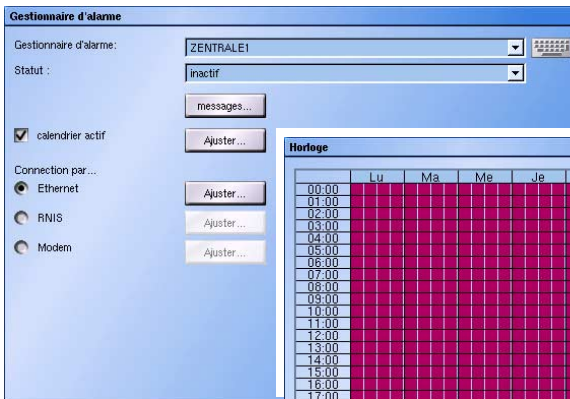 Gestionnaire d'alarme
Gestionnaire d'alarme:
ZENTRALE1
Statut :
inactif
messages...
calendrier actif
Ajuster...
Connection par...
Ethernet
Ajuster...
RNIS
Ajuster...
Modem
Ajuster...
Horloge
Lu Ma Me Je
00:00
01:00
02:00
03:00
04:00
05:00
06:00
07:00
08:00
09:00
10:00
11:00
12:00
13:00
14:00
15:00
16:00
17:00